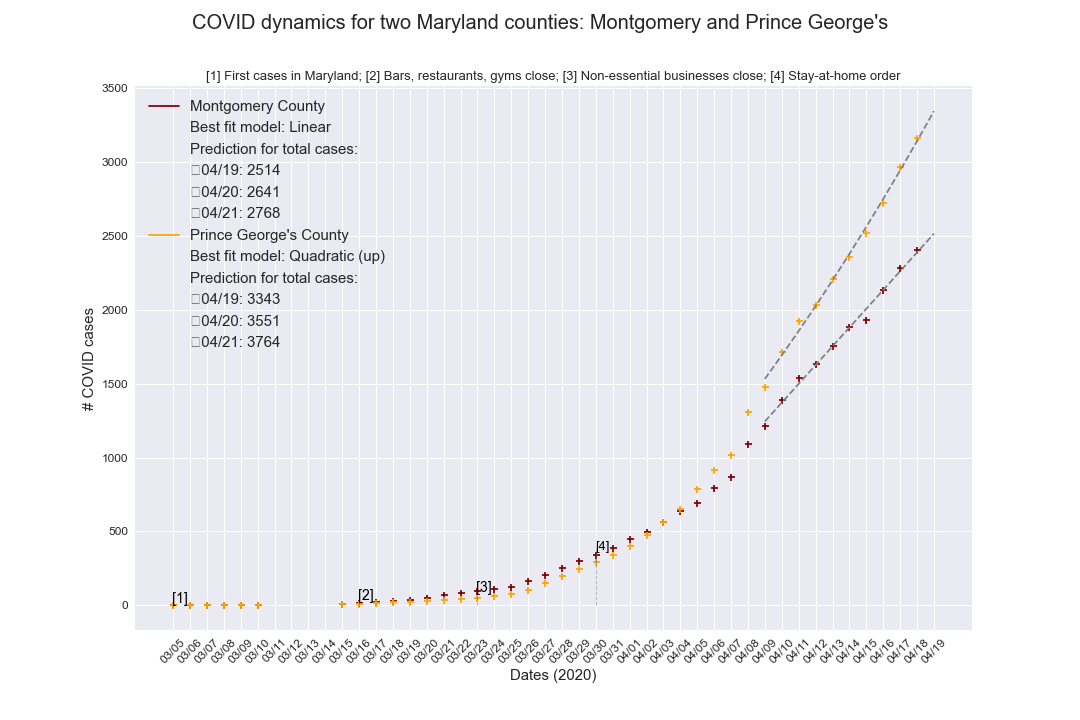 COVID dynamics for two Maryland counties: Montgomery and Prince George's
[1] First cases in Maryland; [2] Bars, restaurants, gyms close; [3] Non-essential businesses close; [4] Stay-at-home order
Montgomery County
Best fit model: Linear
Prediction for total cases:
04/19: 2514
04/20: 2641
04/21: 2768
Prince George's County
Best fit model: Quadratic (up)
Prediction for total cases:
04/19: 3343
04/20: 3551
04/21: 3764
# COVID cases
3500
3000
2500
2000
1500
1000
500
0
[1]
[2]
[3]
[4]
03/05 03/06 03/07 03/08 03/09 03/10 03/11 03/12 03/13 03/14 03/15 03/16 03/17 03/18 03/19 03/20 03/21 03/22 03/23 03/24 03/25 03/26 03/27 03/28 03/29 03/30 03/31 04/01 04/02 04/03 04/04 04/05 04/06 04/07 04/08 04/09 04/10 04/11 04/12 04/13 04/14 04/15 04/16 04/17 04/18 04/19
Dates (2020)